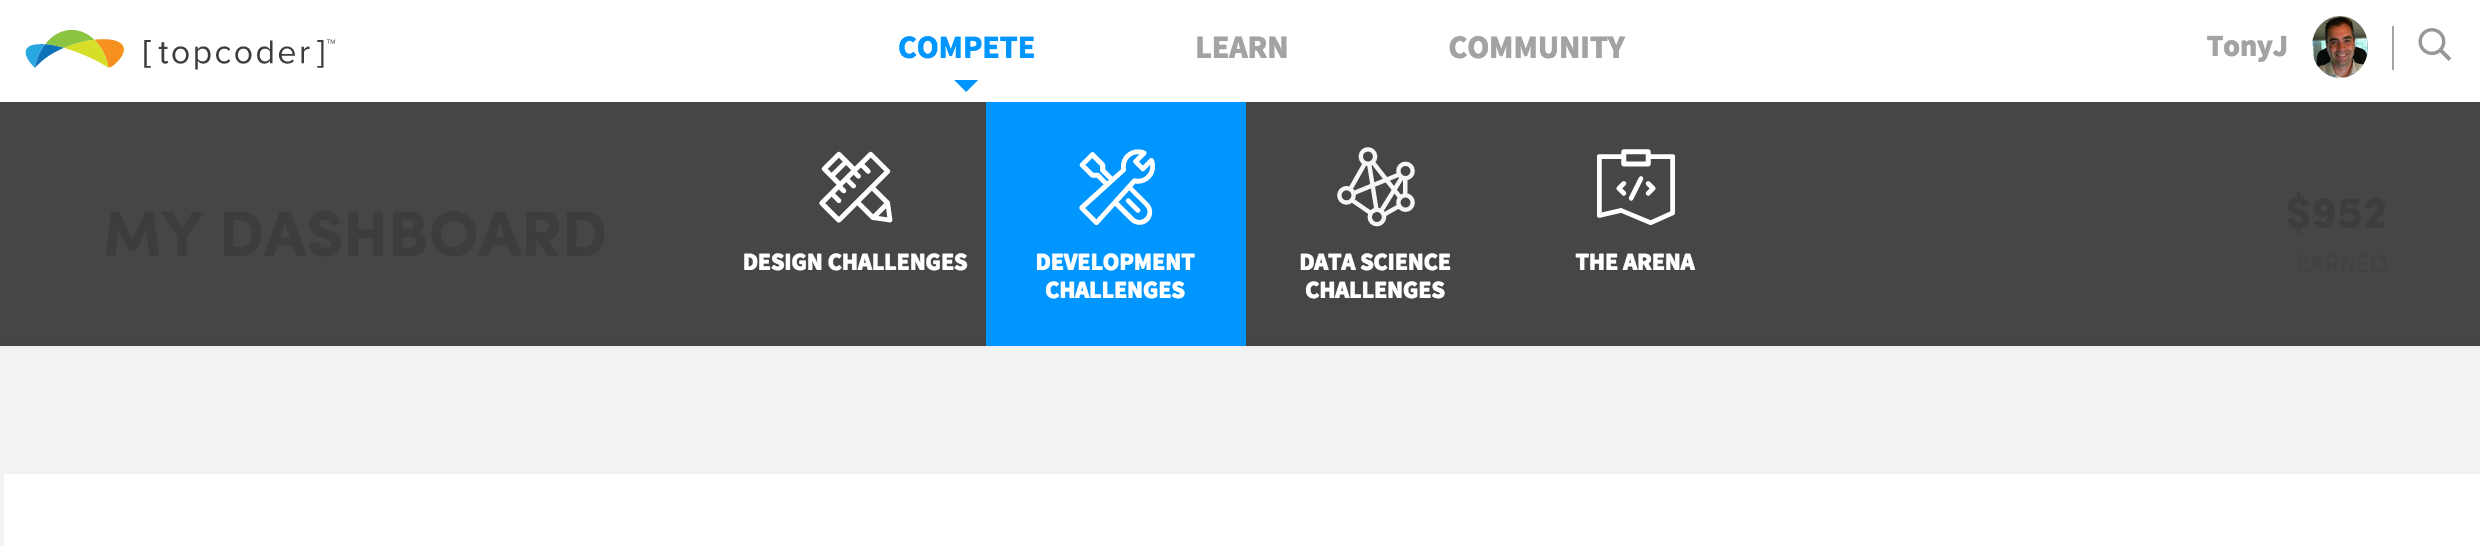 [topcoder]™
COMPETE
LEARN
COMMUNITY
TonyJ
MY DASHBOARD
DESIGN CHALLENGES
DEVELOPMENT
CHALLENGES
DATA SCIENCE
CHALLENGES
</>
THE ARENA
$952
EARNED